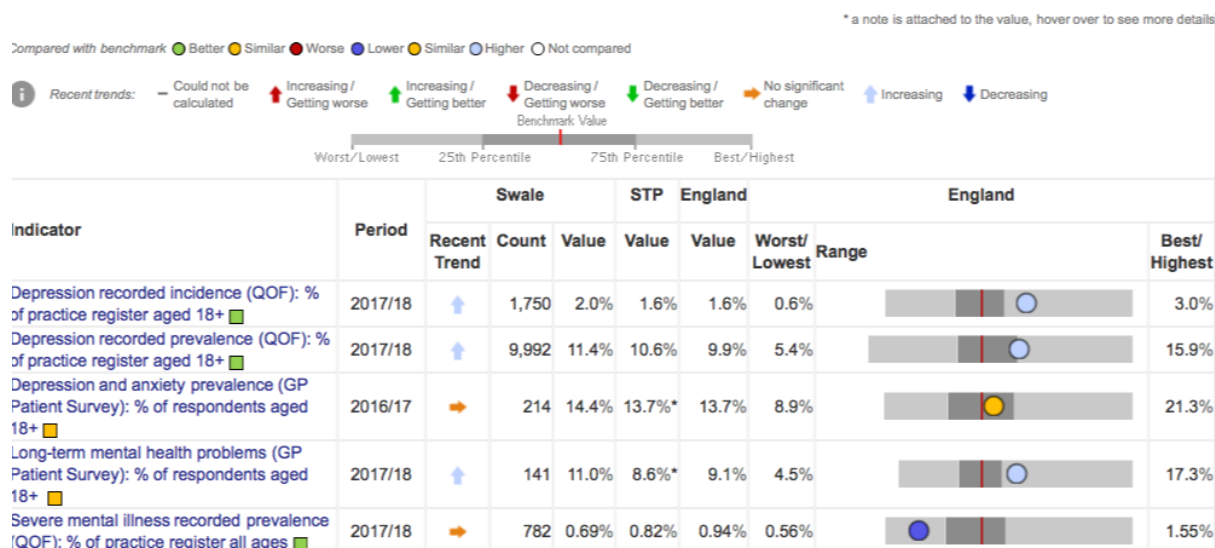 * a note is attached to the value, hover over to see more details
Compared with benchmark Better Similar Worse Lower Similar Higher Not compared
i Recent trends: Could not be calculated Increasing / Getting worse Increasing / Getting better Decreasing / Getting worse Decreasing / Getting better No significant change Increasing Decreasing
Benchmark Value
Worst/Lowest 25th Percentile 75th Percentile Best/Highest
Swale STP England England
Indicator Period Recent Trend Count Value Value Value Worst/ Lowest Range Best/ Highest
Depression recorded incidence (QOF): %
of practice register aged 18+
2017/18 1,750 2.0% 1.6% 1.6% 0.6% 3.0%
Depression recorded prevalence (QOF): %
of practice register aged 18+
2017/18 9,992 11.4% 10.6% 9.9% 5.4% 15.9%
Depression and anxiety prevalence (GP
Patient Survey): % of respondents aged
18+
2016/17 214 14.4% 13.7%* 13.7% 8.9% 21.3%
Long-term mental health problems (GP
Patient Survey): % of respondents aged
18+
2017/18 141 11.0% 8.6%* 9.1% 4.5% 17.3%
Severe mental illness recorded prevalence
(QOF): % of practice register all ages
2017/18 782 0.69% 0.82% 0.94% 0.56% 1.55%